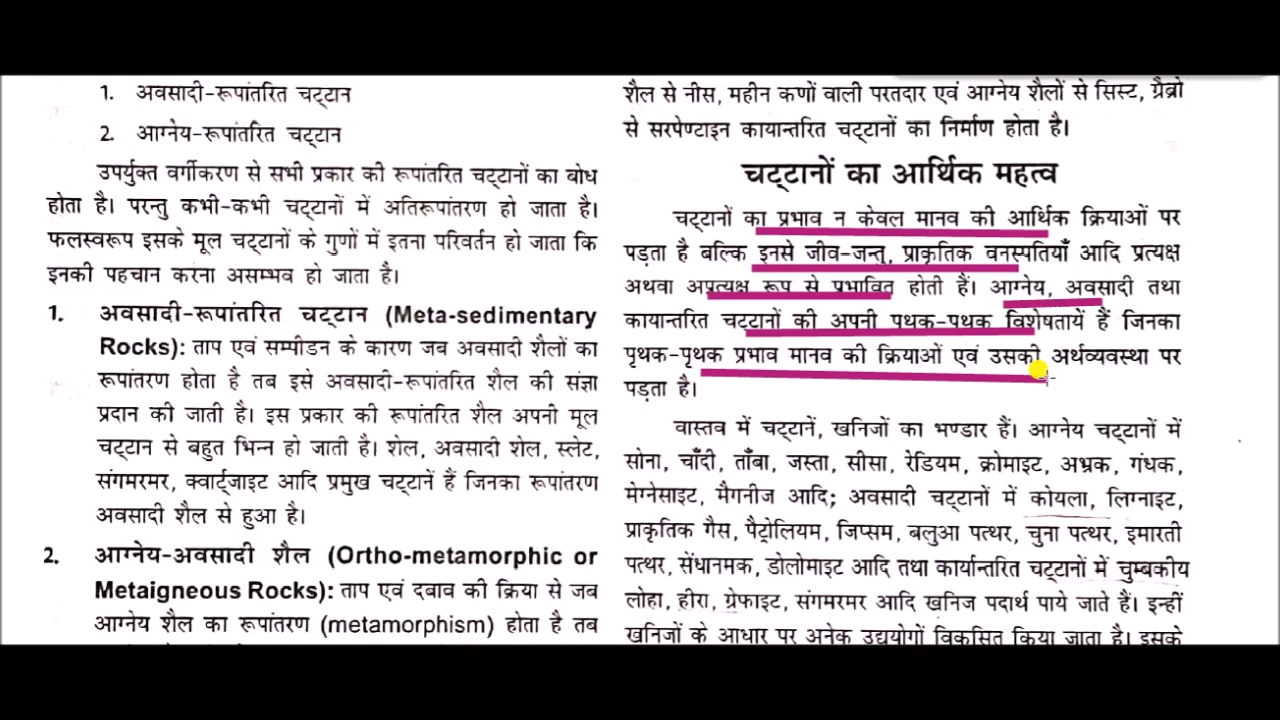 1. अवसादी-रूपांतरित चट्टान
2. आग्नेय-रूपांतरित चट्टान
उपर्युक्त वर्गीकरण से सभी प्रकार की रूपांतरित चट्टानों का बोध
होता है। परन्तु कभी-कभी चट्टानों में अतिरूपांतरण हो जाता है।
फलस्वरूप इसके मूल चट्टानों के गुणों में इतना परिवर्तन हो जाता कि
इनकी पहचान करना असम्भव हो जाता है।
1. अवसादी-रूपांतरित चट्टान (Meta-sedimentary
Rocks): ताप एवं सम्पीडन के कारण जब अवसादी शैलों का
रूपांतरण होता है तब इसे अवसादी-रूपांतरित शैल की संज्ञा
प्रदान की जाती है। इस प्रकार की रूपांतरित शैल अपनी मूल
चट्टान से बहुत भिन्न हो जाती है। शेल, अवसादी शेल, स्लेट,
संगमरमर, क्वार्ट्जाइट आदि प्रमुख चट्टानें हैं जिनका रूपांतरण
अवसादी शैल से हुआ है।
2. आग्नेय-अवसादी शैल (Ortho-metamorphic or
Metaigneous Rocks): ताप एवं दबाव की क्रिया से जब
आग्नेय शैल का रूपांतरण (metamorphism) होता है तब
शैल से नीस, महीन कणों वाली परतदार एवं आग्नेय शैलों से सिस्ट, ग्रैब्रो
से सरपेण्टाइन कायान्तरित चट्टानों का निर्माण होता है।
चट्टानों का आर्थिक महत्व
चट्टानों का प्रभाव न केवल मानव की आर्थिक क्रियाओं पर
पड़ता है बल्कि इनसे जीव-जन्तु, प्राकृतिक वनस्पतियाँ आदि प्रत्यक्ष
अथवा अप्रत्यक्ष रूप से प्रभावित होती हैं। आग्नेय, अवसादी तथा
कायान्तरित चट्टानों की अपनी पृथक-पृथक विशेषतायें हैं जिनका
पृथक-पृथक प्रभाव मानव की क्रियाओं एवं उसकी अर्थव्यवस्था पर
पड़ता है।
वास्तव में चट्टानें, खनिजों का भण्डार हैं। आग्नेय चट्टानों में
सोना, चाँदी, ताँबा, जस्ता, सीसा, रेडियम, क्रोमाइट, अभ्रक, गंधक,
मेग्नेसाइट, मैगनीज आदि; अवसादी चट्टानों में कोयला, लिग्नाइट,
प्राकृतिक गैस, पैट्रोलियम, जिप्सम, बलुआ पत्थर, चुना पत्थर, इमारती
पत्थर, सेंधानमक, डोलोमाइट आदि तथा कार्यान्तरित चट्टानों में चुम्बकीय
लोहा, हीरा, ग्रेफाइट, संगमरमर आदि खनिज पदार्थ पाये जाते हैं। इन्हीं
खनिजों के आधार पर अनेक उद्योगों विकसित किया जाता है। इसके